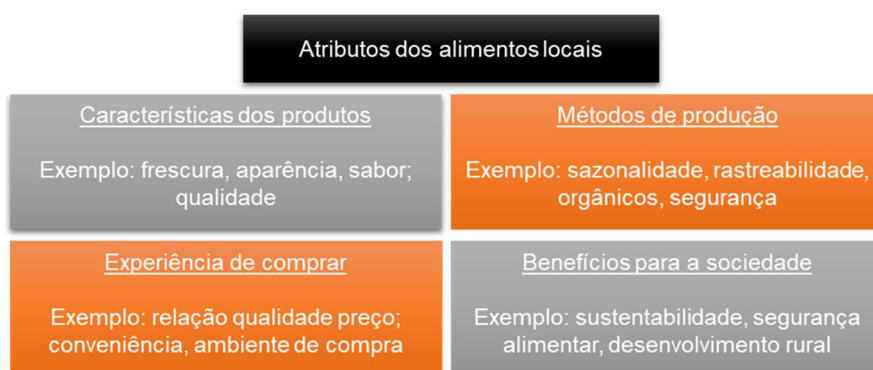 Atributos dos alimentos locais
Características dos produtos
Exemplo: frescura, aparência, sabor;
qualidade
Métodos de produção
Exemplo: sazonalidade, rastreabilidade,
orgânicos, segurança
Experiência de comprar
Exemplo: relação qualidade preço;
conveniência, ambiente de compra
Benefícios para a sociedade
Exemplo: sustentabilidade, segurança
alimentar, desenvolvimento rural